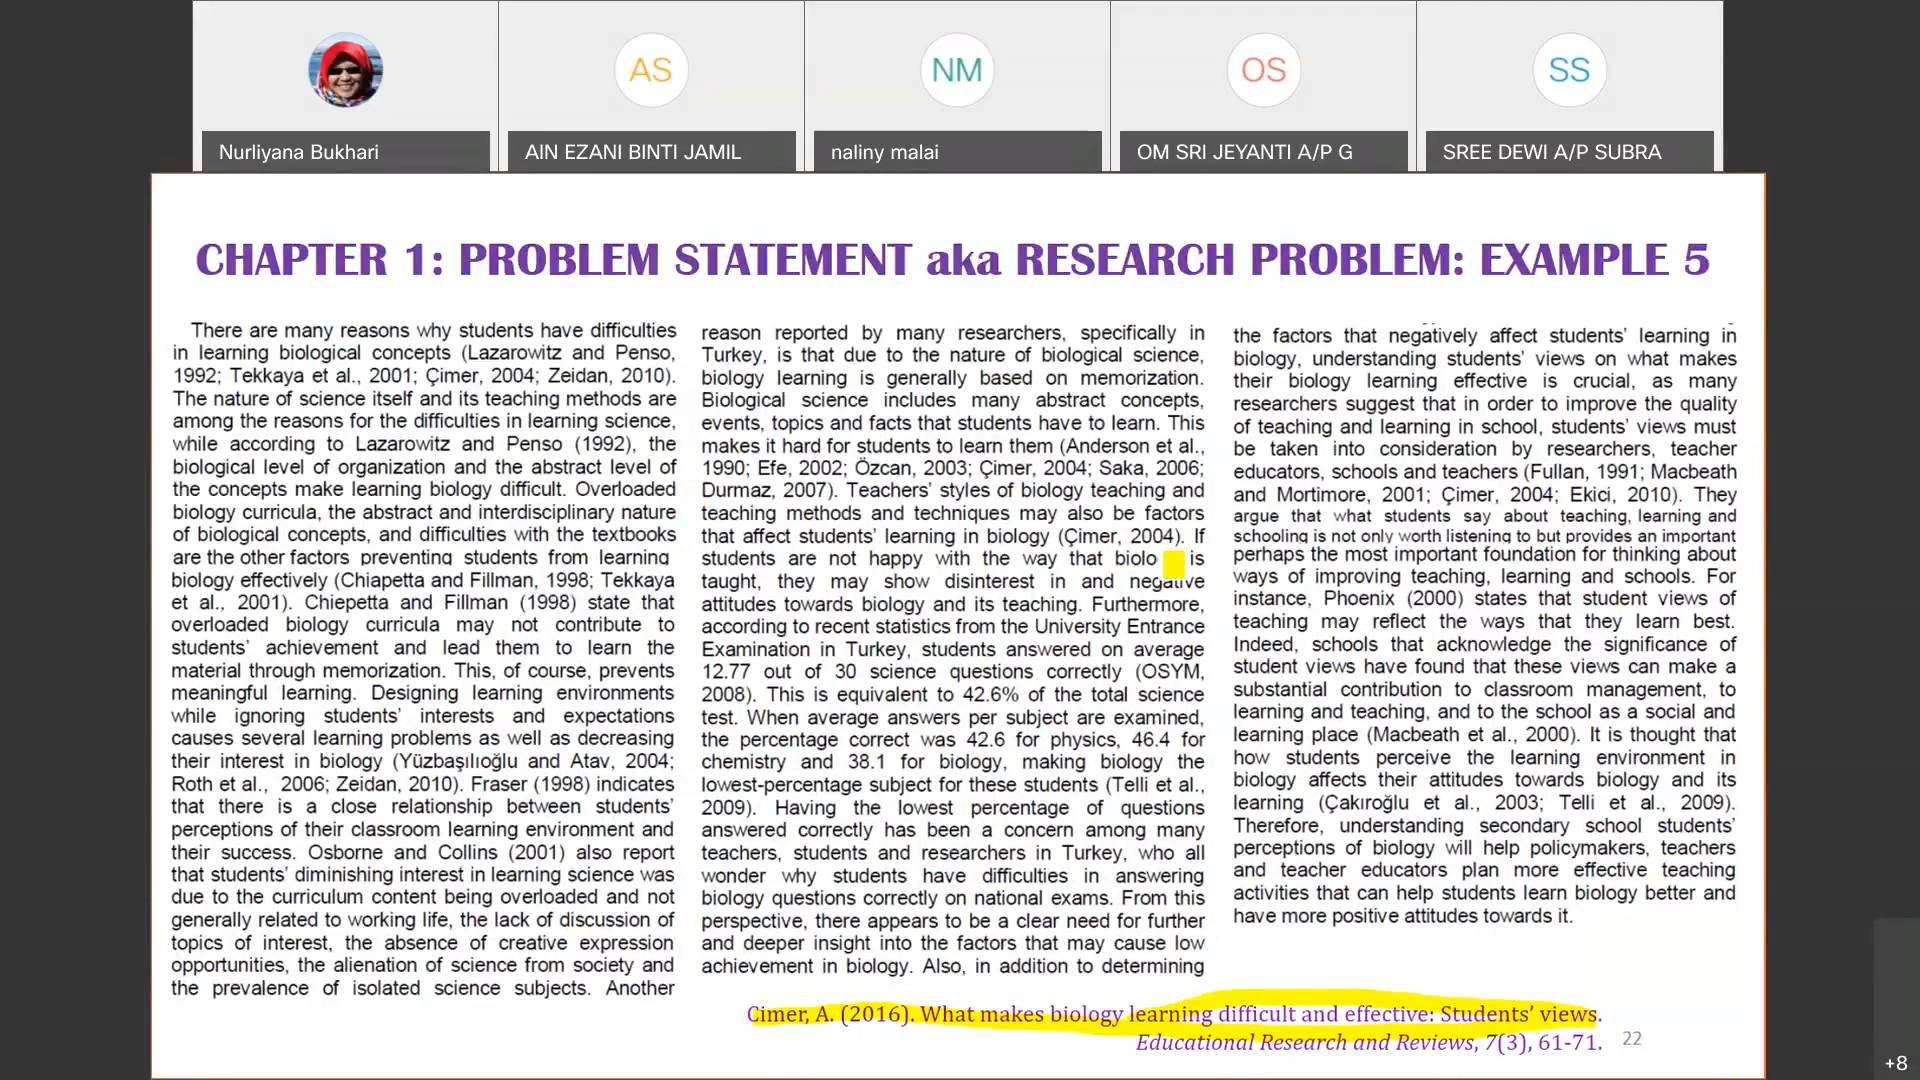 AS
NM
OS
SS
Nurliyana Bukhari
AIN EZANI BINTI JAMIL
naliny malai
OM SRI JEYANTI A/P G
SREE DEWI A/P SUBRA
CHAPTER 1: PROBLEM STATEMENT aka RESEARCH PROBLEM: EXAMPLE 5
There are many reasons why students have difficulties
in learning biological concepts (Lazarowitz and Penso,
1992; Tekkaya et al., 2001; Çimer, 2004; Zeidan, 2010).
The nature of science itself and its teaching methods are
among the reasons for the difficulties in learning science,
while according to Lazarowitz and Penso (1992), the
biological level of organization and the abstract level of
the concepts make learning biology difficult. Overloaded
biology curricula, the abstract and interdisciplinary nature
of biological concepts, and difficulties with the textbooks
are the other factors preventing students from learning
biology effectively (Chiapetta and Fillman, 1998; Tekkaya
et al., 2001). Chiepetta and Fillman (1998) state that
overloaded biology curricula may not contribute to
students' achievement and lead them to learn the
material through memorization. This, of course, prevents
meaningful learning. Designing learning environments
while ignoring students' interests and expectations
causes several learning problems as well as decreasing
their interest in biology (Yüzbaşılıoğlu and Atav, 2004;
Roth et al., 2006; Zeidan, 2010). Fraser (1998) indicates
that there is a close relationship between students'
perceptions of their classroom learning environment and
their success. Osborne and Collins (2001) also report
that students' diminishing interest in learning science was
due to the curriculum content being overloaded and not
generally related to working life, the lack of discussion of
topics of interest, the absence of creative expression
opportunities, the alienation of science from society and
the prevalence of isolated science subjects. Another
reason reported by many researchers, specifically in
Turkey, is that due to the nature of biological science,
biology learning is generally based on memorization.
Biological science includes many abstract concepts,
events, topics and facts that students have to learn. This
makes it hard for students to learn them (Anderson et al.,
1990; Efe, 2002; Özcan, 2003; Çimer, 2004; Saka, 2006;
Durmaz, 2007). Teachers' styles of biology teaching and
teaching methods and techniques may also be factors
that affect students' learning in biology (Çimer, 2004). If
students are not happy with the way that biolo is
taught, they may show disinterest in and negative
attitudes towards biology and its teaching. Furthermore,
according to recent statistics from the University Entrance
Examination in Turkey, students answered on average
12.77 out of 30 science questions correctly (OSYM,
2008). This is equivalent to 42.6% of the total science
test. When average answers per subject are examined,
the percentage correct was 42.6 for physics, 46.4 for
chemistry and 38.1 for biology, making biology the
lowest-percentage subject for these students (Telli et al.,
2009). Having the lowest percentage of questions
answered correctly has been a concern among many
teachers, students and researchers in Turkey, who all
wonder why students have difficulties in answering
biology questions correctly on national exams. From this
perspective, there appears to be a clear need for further
and deeper insight into the factors that may cause low
achievement in biology. Also, in addition to determining
the factors that negatively affect students' learning in
biology, understanding students' views on what makes
their biology learning effective is crucial, as many
researchers suggest that in order to improve the quality
of teaching and learning in school, students' views must
be taken into consideration by researchers, teacher
educators, schools and teachers (Fullan, 1991; Macbeath
and Mortimore, 2001; Çimer, 2004; Ekici, 2010). They
argue that what students say about teaching, learning and
schooling is not only worth listening to but provides an important
perhaps the most important foundation for thinking about
ways of improving teaching, learning and schools. For
instance, Phoenix (2000) states that student views of
teaching may reflect the ways that they learn best.
Indeed, schools that acknowledge the significance of
student views have found that these views can make a
substantial contribution to classroom management, to
learning and teaching, and to the school as a social and
learning place (Macbeath et al., 2000). It is thought that
how students perceive the learning environment in
biology affects their attitudes towards biology and its
learning (Çakıroğlu et al., 2003; Telli et al., 2009).
Therefore, understanding secondary school students'
perceptions of biology will help policymakers, teachers
and teacher educators plan more effective teaching
activities that can help students learn biology better and
have more positive attitudes towards it.
Cimer, A. (2016). What makes biology learning difficult and effective: Students' views.
Educational Research and Reviews, 7(3), 61-71.
22
+8